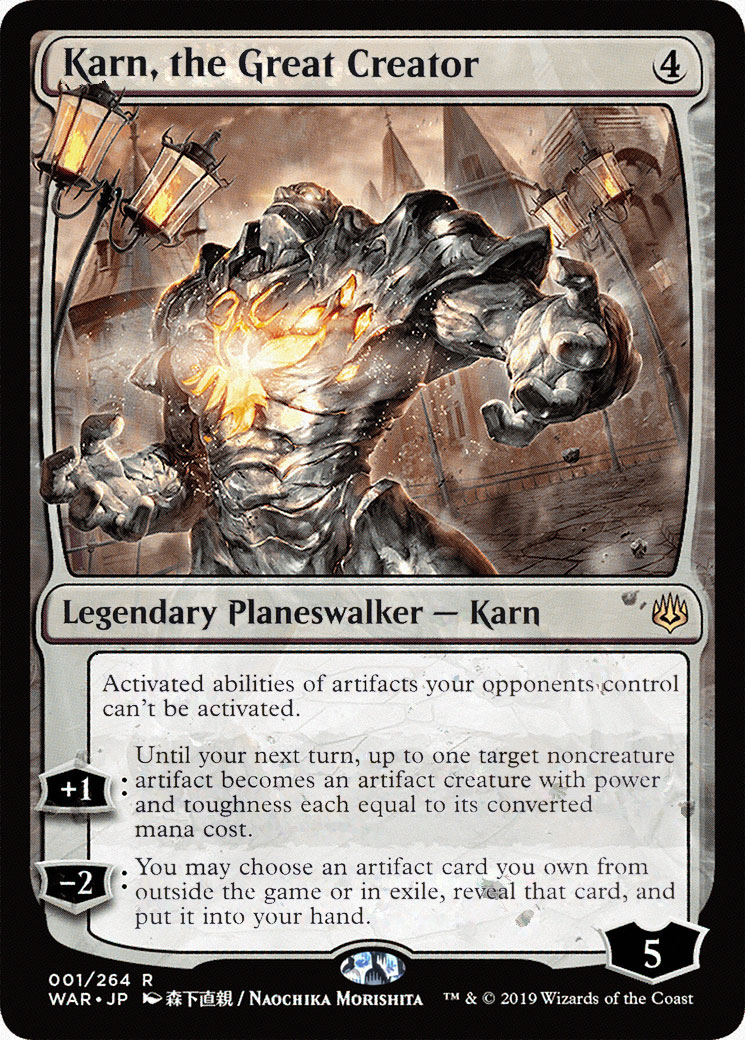 Karn, the Great Creator 4
Legendary Planeswalker — Karn
Activated abilities of artifacts your opponents control
can't be activated.
+1: Until your next turn, up to one target noncreature
artifact becomes an artifact creature with power
and toughness each equal to its converted
mana cost.
−2: You may choose an artifact card you own from
outside the game or in exile, reveal that card, and
put it into your hand.
5
001/264 R
WAR • JP 森下直親 / Naochika Morishita ™ & © 2019 Wizards of the Coast